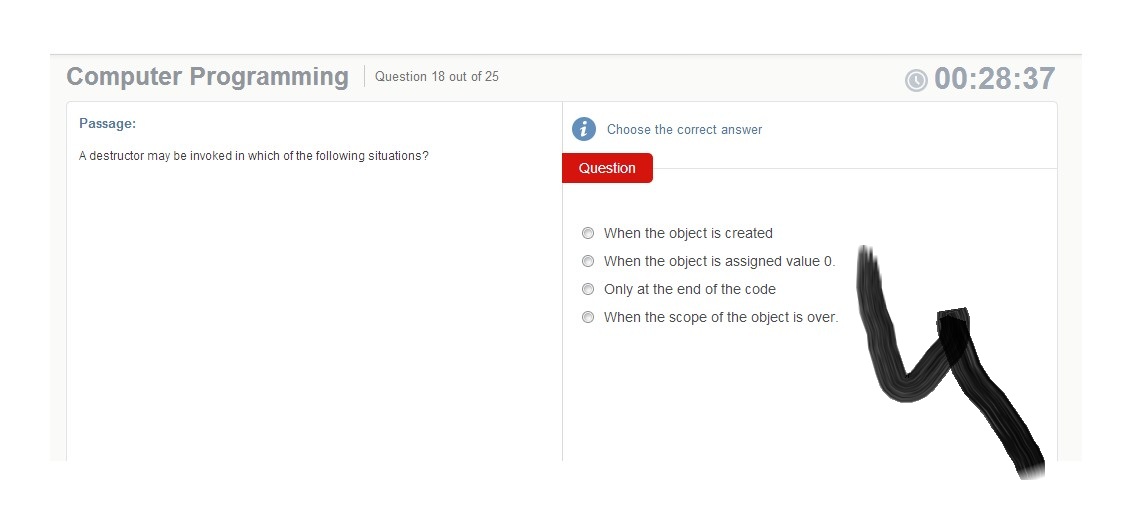 Computer Programming
Question 18 out of 25
00:28:37
Passage:
A destructor may be invoked in which of the following situations?
Choose the correct answer
Question
When the object is created
When the object is assigned value 0.
Only at the end of the code
When the scope of the object is over.